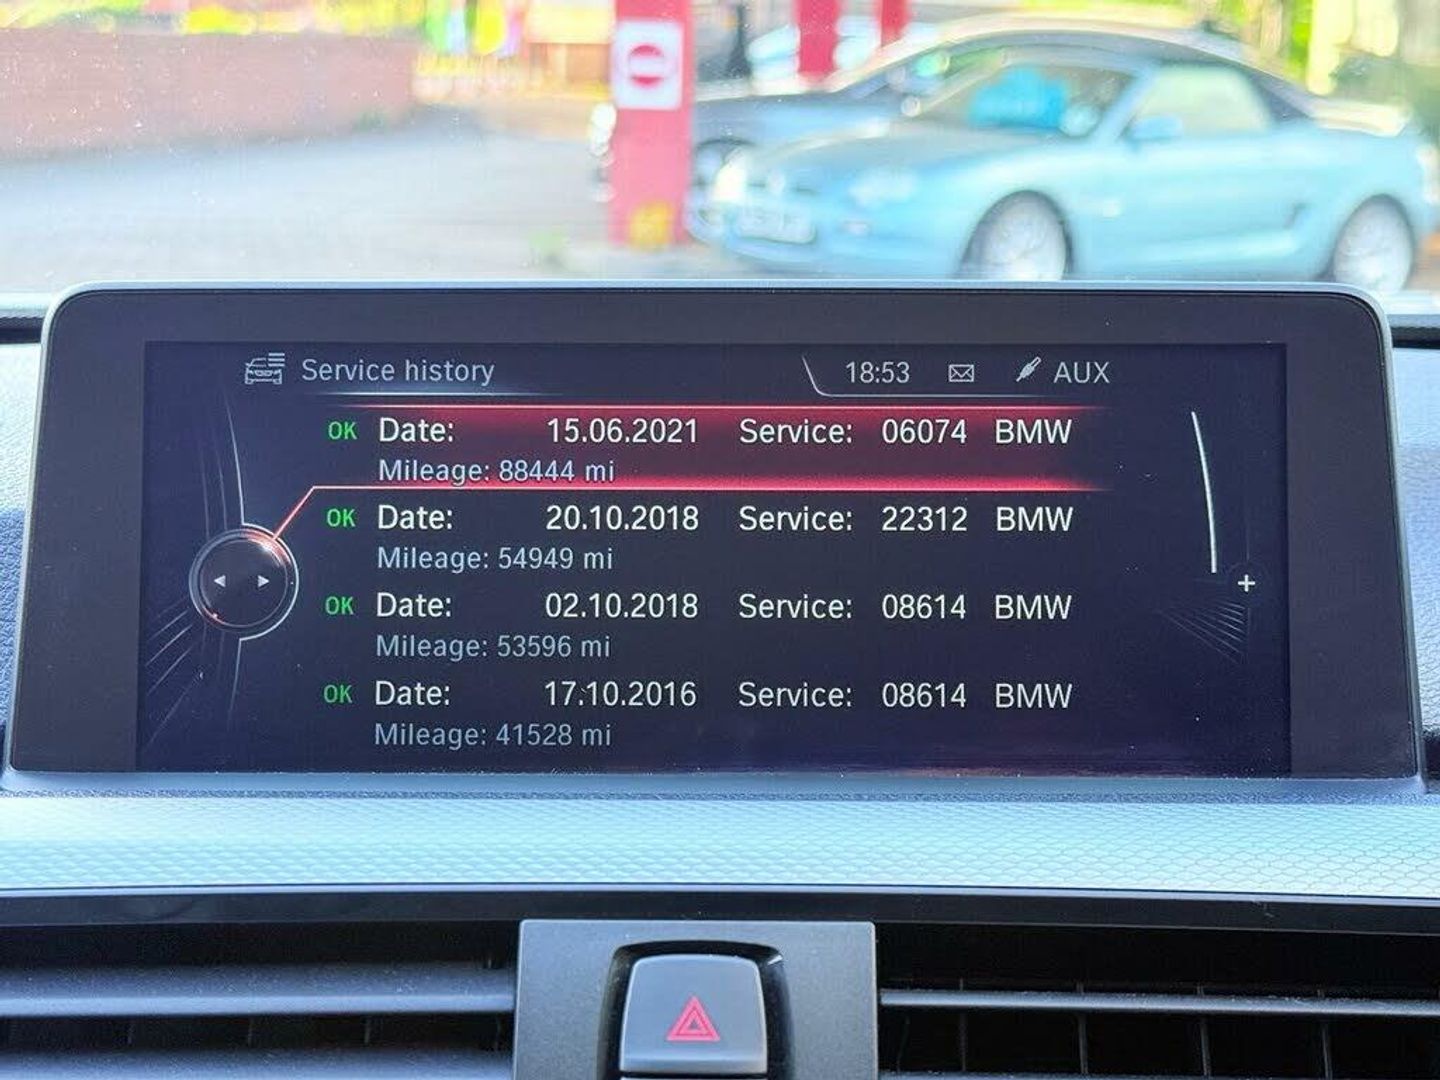 Service history 18:53 AUX
OK Date: 15.06.2021 Service: 06074 BMW
Mileage: 88444 mi
OK Date: 20.10.2018 Service: 22312 BMW
Mileage: 54949 mi
OK Date: 02.10.2018 Service: 08614 BMW
Mileage: 53596 mi
OK Date: 17.10.2016 Service: 08614 BMW
Mileage: 41528 mi